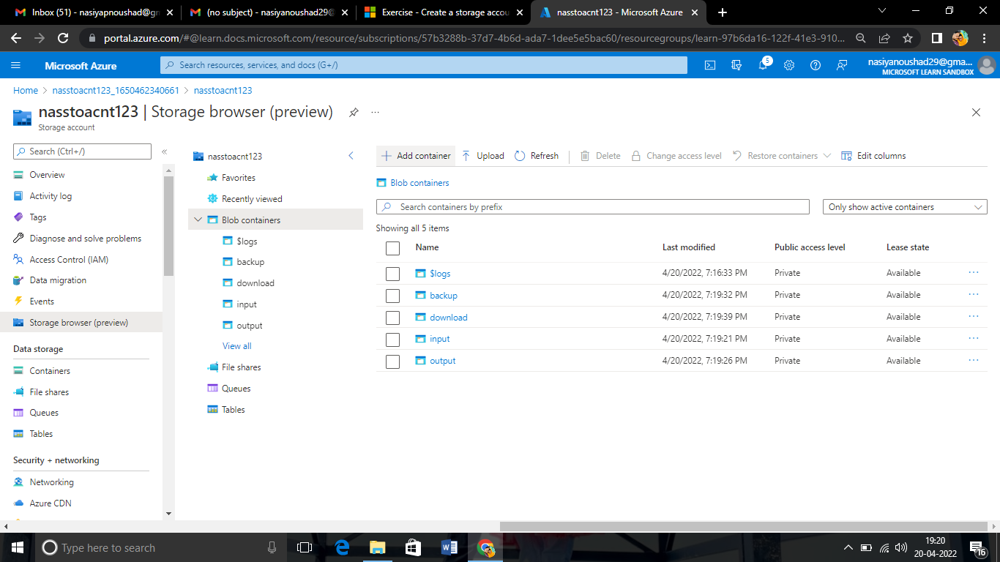 Inbox (51) - nasiyapnoushad@gm
(no subject) - nasiyanoushad29@
Exercise - Create a storage accou
nasstoacnt123 - Microsoft Azure
portal.azure.com/#@learn.docs.microsoft.com/resource/subscriptions/57b3288b-37d7-4b6d-ada7-1dee5e5bac60/resourcegroups/learn-97b6da16-122f-41e3-910...
Microsoft Azure
Search resources, services, and docs (G+/)
5
nasiyanoushad29@gma...
MICROSOFT LEARN SANDBOX
Home > nasstoacnt123_1650462340661 > nasstoacnt123
nasstoacnt123 | Storage browser (preview)
Storage account
Search (Ctrl+/)
Overview
Activity log
Tags
Diagnose and solve problems
Access Control (IAM)
Data migration
Events
Storage browser (preview)
Data storage
Containers
File shares
Queues
Tables
Security + networking
Networking
Azure CDN
nasstoacnt123
Favorites
Recently viewed
Blob containers
$logs
backup
download
input
output
View all
File shares
Queues
Tables
Add container Upload Refresh Delete Change access level Restore containers Edit columns
Blob containers
Search containers by prefix
Only show active containers
Showing all 5 items
Name Last modified Public access level Lease state
$logs 4/20/2022, 7:16:33 PM Private Available
backup 4/20/2022, 7:19:32 PM Private Available
download 4/20/2022, 7:19:39 PM Private Available
input 4/20/2022, 7:19:21 PM Private Available
output 4/20/2022, 7:19:26 PM Private Available
Type here to search
19:20
20-04-2022
16